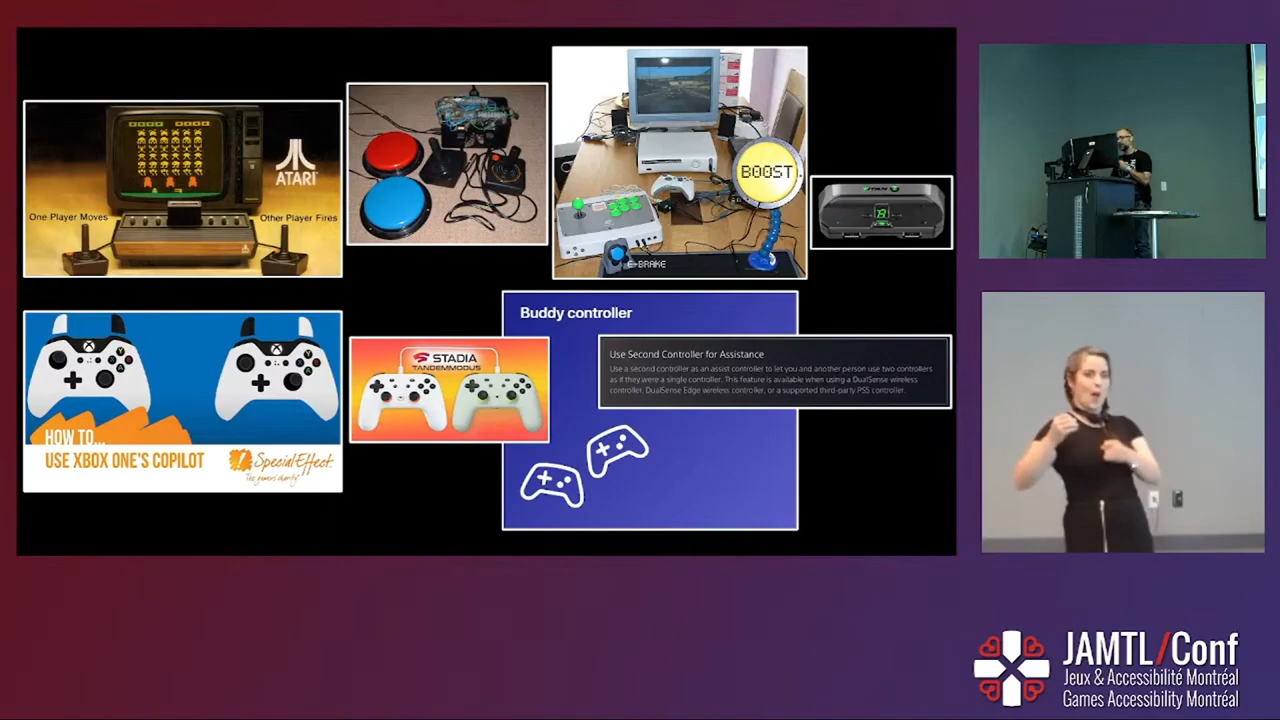 ATARI
One Player Moves
Other Player Fires
BOOST
E-BRAKE
HOW TO...
USE XBOX ONE'S COPILOT
SpecialEffect
The gamers charity
STADIA
TANDEMMODUS
Buddy controller
Use Second Controller for Assistance
Use a second controller as an assist controller to let you and another person use two controllers
as if they were a single controller. This feature is available when using a DualSense wireless
controller, DualSense Edge wireless controller, or a supported third-party PS5 controller.
JAMTL/Conf
Jeux & Accessibilité Montréal
Games Accessibility Montréal